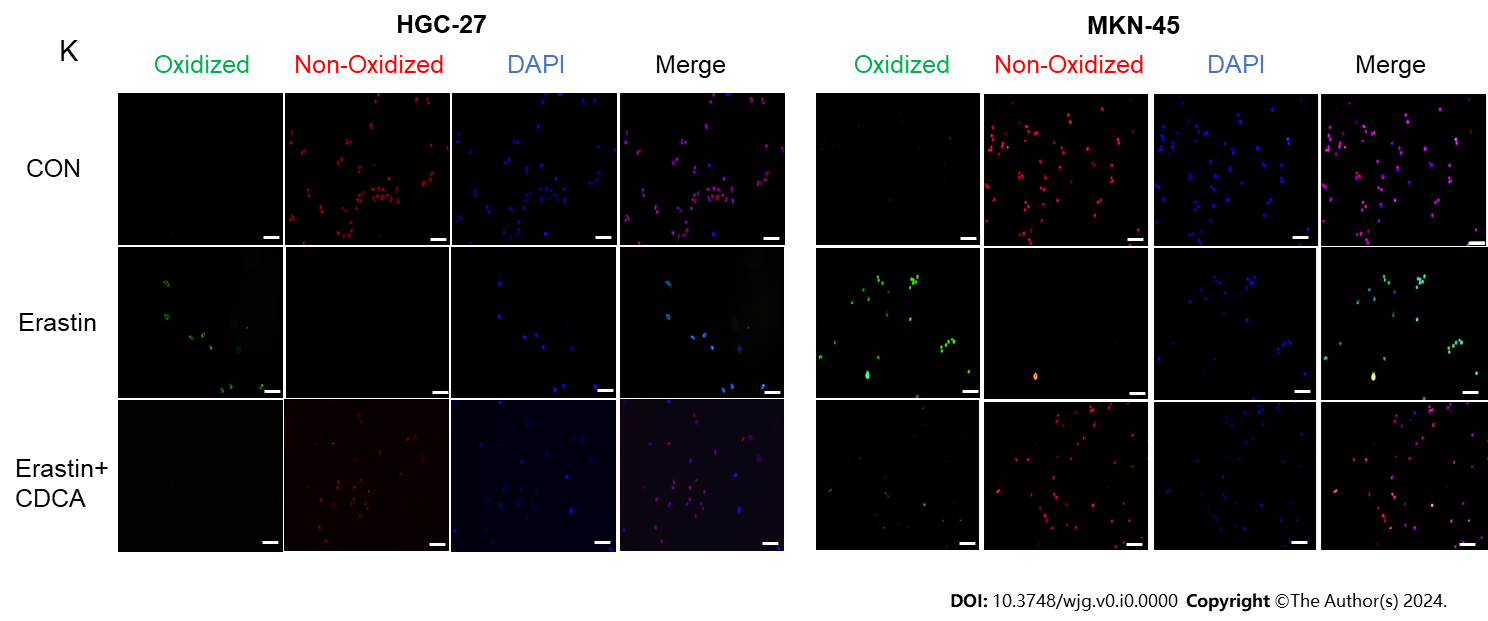 K
HGC-27
MKN-45
Oxidized Non-Oxidized DAPI Merge
Oxidized Non-Oxidized DAPI Merge
CON
Erastin
Erastin+
CDCA
DOI: 10.3748/wjg.v0.i0.0000 Copyright ©The Author(s) 2024.